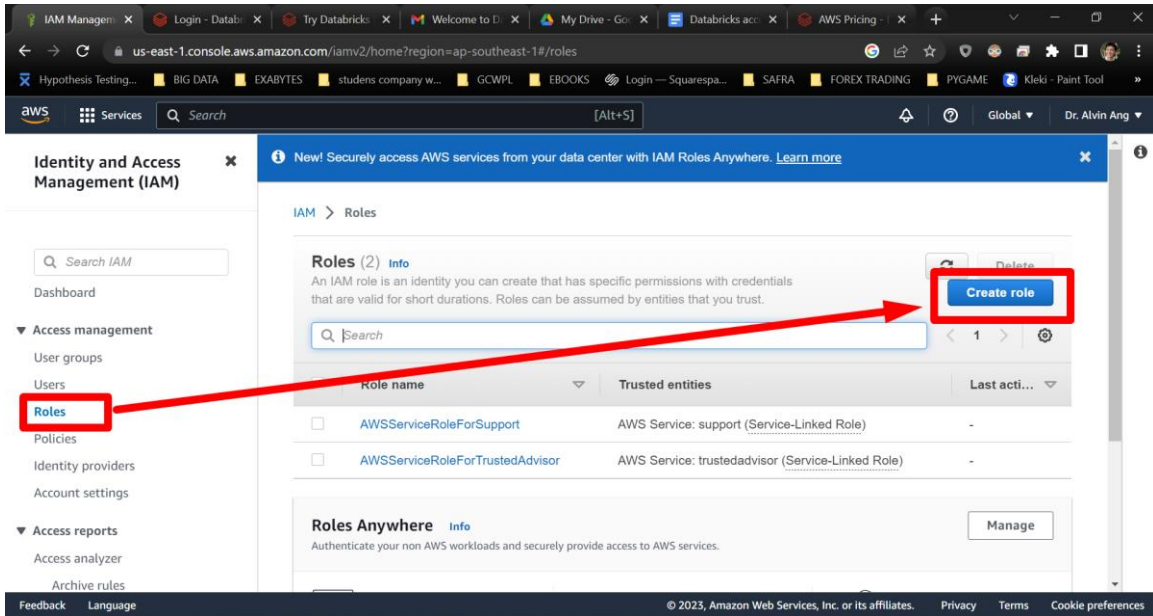 IAM Managem
Login - Databri
Try Databricks
Welcome to D
My Drive - Goo
Databricks acc
AWS Pricing - |
us-east-1.console.aws.amazon.com/iamv2/home?region=ap-southeast-1#/roles
Hypothesis Testing...
BIG DATA
EXABYTES
studens company w...
GCWPL
EBOOKS
Login — Squarespa...
SAFRA
FOREX TRADING
PYGAME
Kleki - Paint Tool
»
aws
Services
Search
[Alt+S]
Global
Dr. Alvin Ang
Identity and Access
Management (IAM)
Search IAM
Dashboard
Access management
User groups
Users
Roles
Policies
Identity providers
Account settings
Access reports
Access analyzer
Archive rules
New! Securely access AWS services from your data center with IAM Roles Anywhere. Learn more
IAM > Roles
Roles (2) Info
An IAM role is an identity you can create that has specific permissions with credentials
that are valid for short durations. Roles can be assumed by entities that you trust.
Delete
Create role
Search
< 1 >
Role name
Trusted entities
Last acti...
AWSServiceRoleForSupport
AWS Service: support (Service-Linked Role)
-
AWSServiceRoleForTrustedAdvisor
AWS Service: trustedadvisor (Service-Linked Role)
-
Roles Anywhere Info
Authenticate your non AWS workloads and securely provide access to AWS services.
Manage
Feedback
Language
© 2023, Amazon Web Services, Inc. or its affiliates.
Privacy
Terms
Cookie preferences